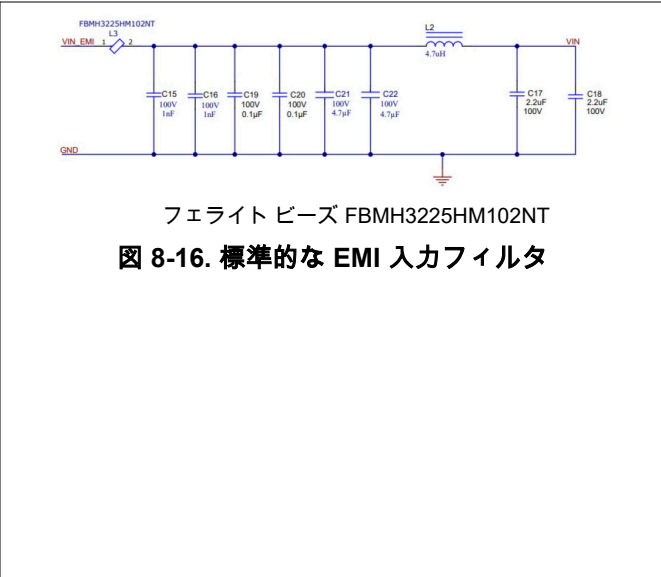 FBMH3225HM102NT
L3
VIN_EMI 1 2
L2
4.7uH
VIN
C15
100V
1nF
C16
100V
1nF
C19
100V
0.1µF
C20
100V
0.1µF
C21
100V
4.7µF
C22
100V
4.7µF
C17
2.2uF
100V
C18
2.2uF
100V
GND
フェライト ビーズ FBMH3225HM102NT
図 8-16. 標準的な EMI 入力フィルタ